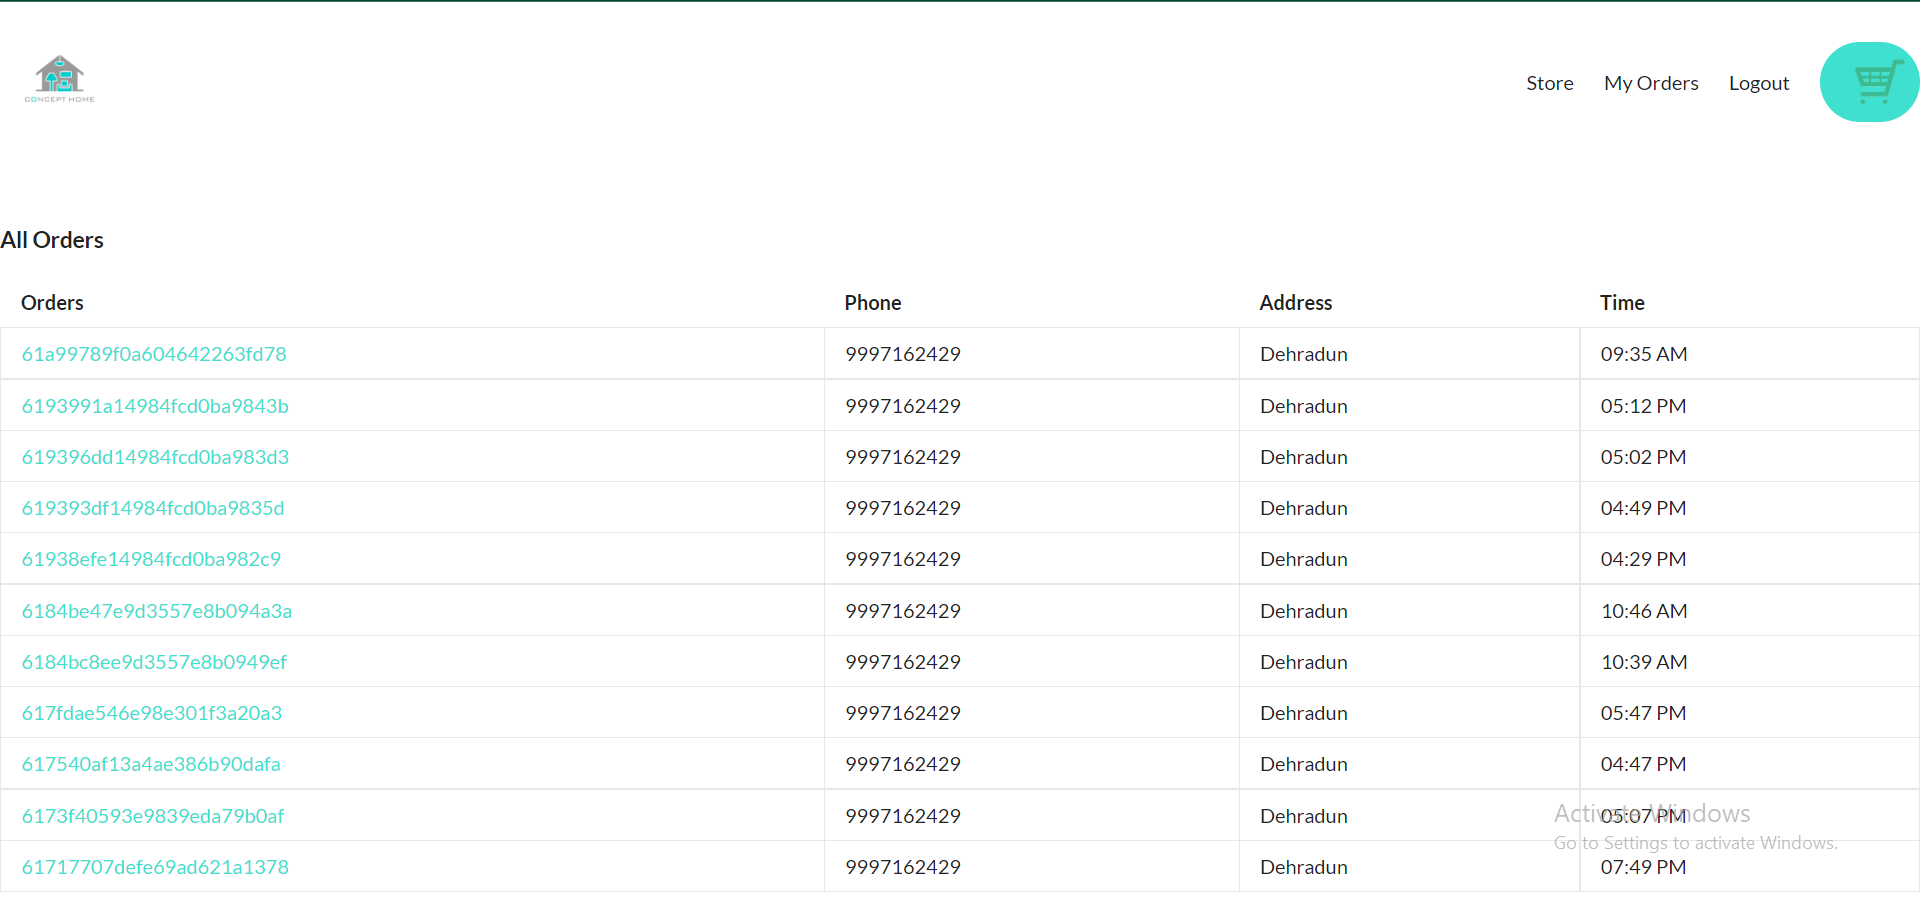 CONCEPT HOME
Store My Orders Logout
All Orders
Orders Phone Address Time
61a99789f0a604642263fd78 9997162429 Dehradun 09:35 AM
6193991a14984fcd0ba9843b 9997162429 Dehradun 05:12 PM
619396dd14984fcd0ba983d3 9997162429 Dehradun 05:02 PM
619393df14984fcd0ba9835d 9997162429 Dehradun 04:49 PM
61938efe14984fcd0ba982c9 9997162429 Dehradun 04:29 PM
6184be47e9d3557e8b094a3a 9997162429 Dehradun 10:46 AM
6184bc8ee9d3557e8b0949ef 9997162429 Dehradun 10:39 AM
617fdae546e98e301f3a20a3 9997162429 Dehradun 05:47 PM
617540af13a4ae386b90dafa 9997162429 Dehradun 04:47 PM
6173f40593e9839eda79b0af 9997162429 Dehradun 05:07 PM
Activate Windows
Go to Settings to activate Windows.
61717707defe69ad621a1378 9997162429 Dehradun 07:49 PM